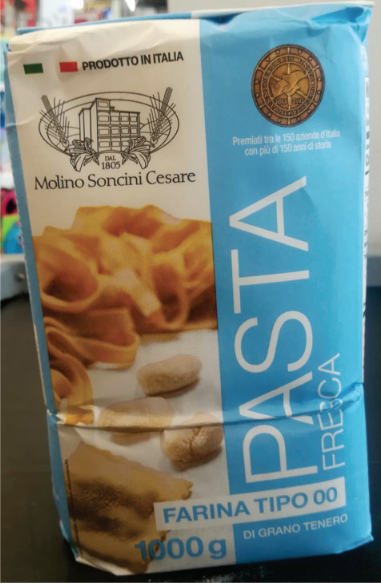 PRODOTTO IN ITALIA
DAL
1805
Molino Soncini Cesare
Premiati tra le 150 aziende d'Italia
con più di 150 anni di storia
PASTA
FRESCA
FARINA TIPO 00
DI GRANO TENERO
1000g